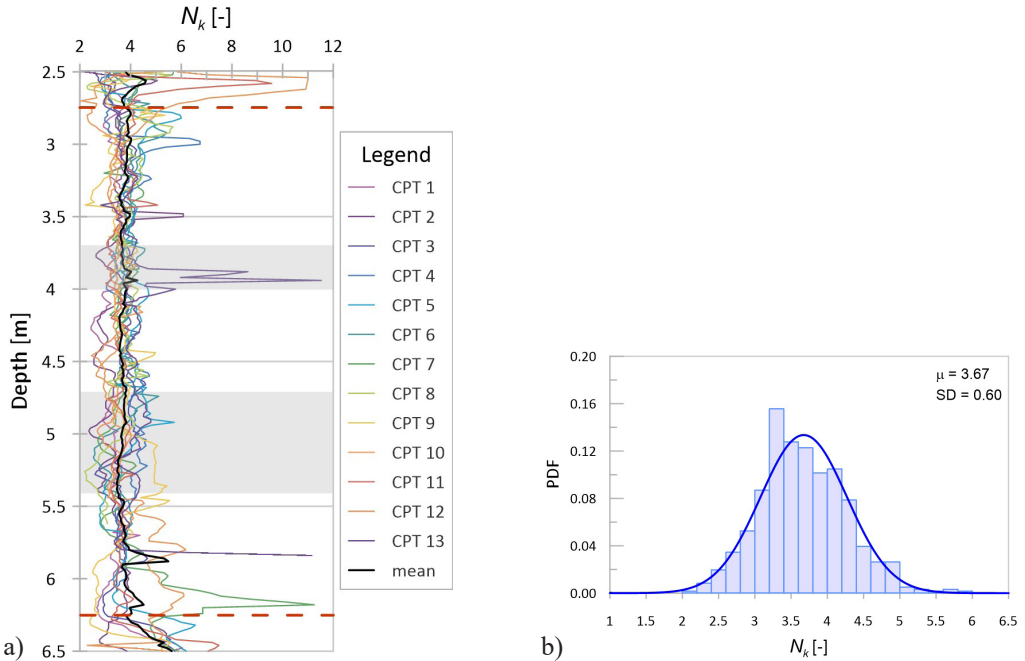 Nk [-]
2 4 6 8 10 12
2.5
3
3.5
4
4.5
5
5.5
6
6.5
Depth [m]
Legend
CPT 1
CPT 2
CPT 3
CPT 4
CPT 5
CPT 6
CPT 7
CPT 8
CPT 9
CPT 10
CPT 11
CPT 12
CPT 13
mean
a)
0.20
0.16
0.12
0.08
0.04
0.00
PDF
μ = 3.67
SD = 0.60
1 1.5 2 2.5 3 3.5 4 4.5 5 5.5 6 6.5
Nk [-]
b)